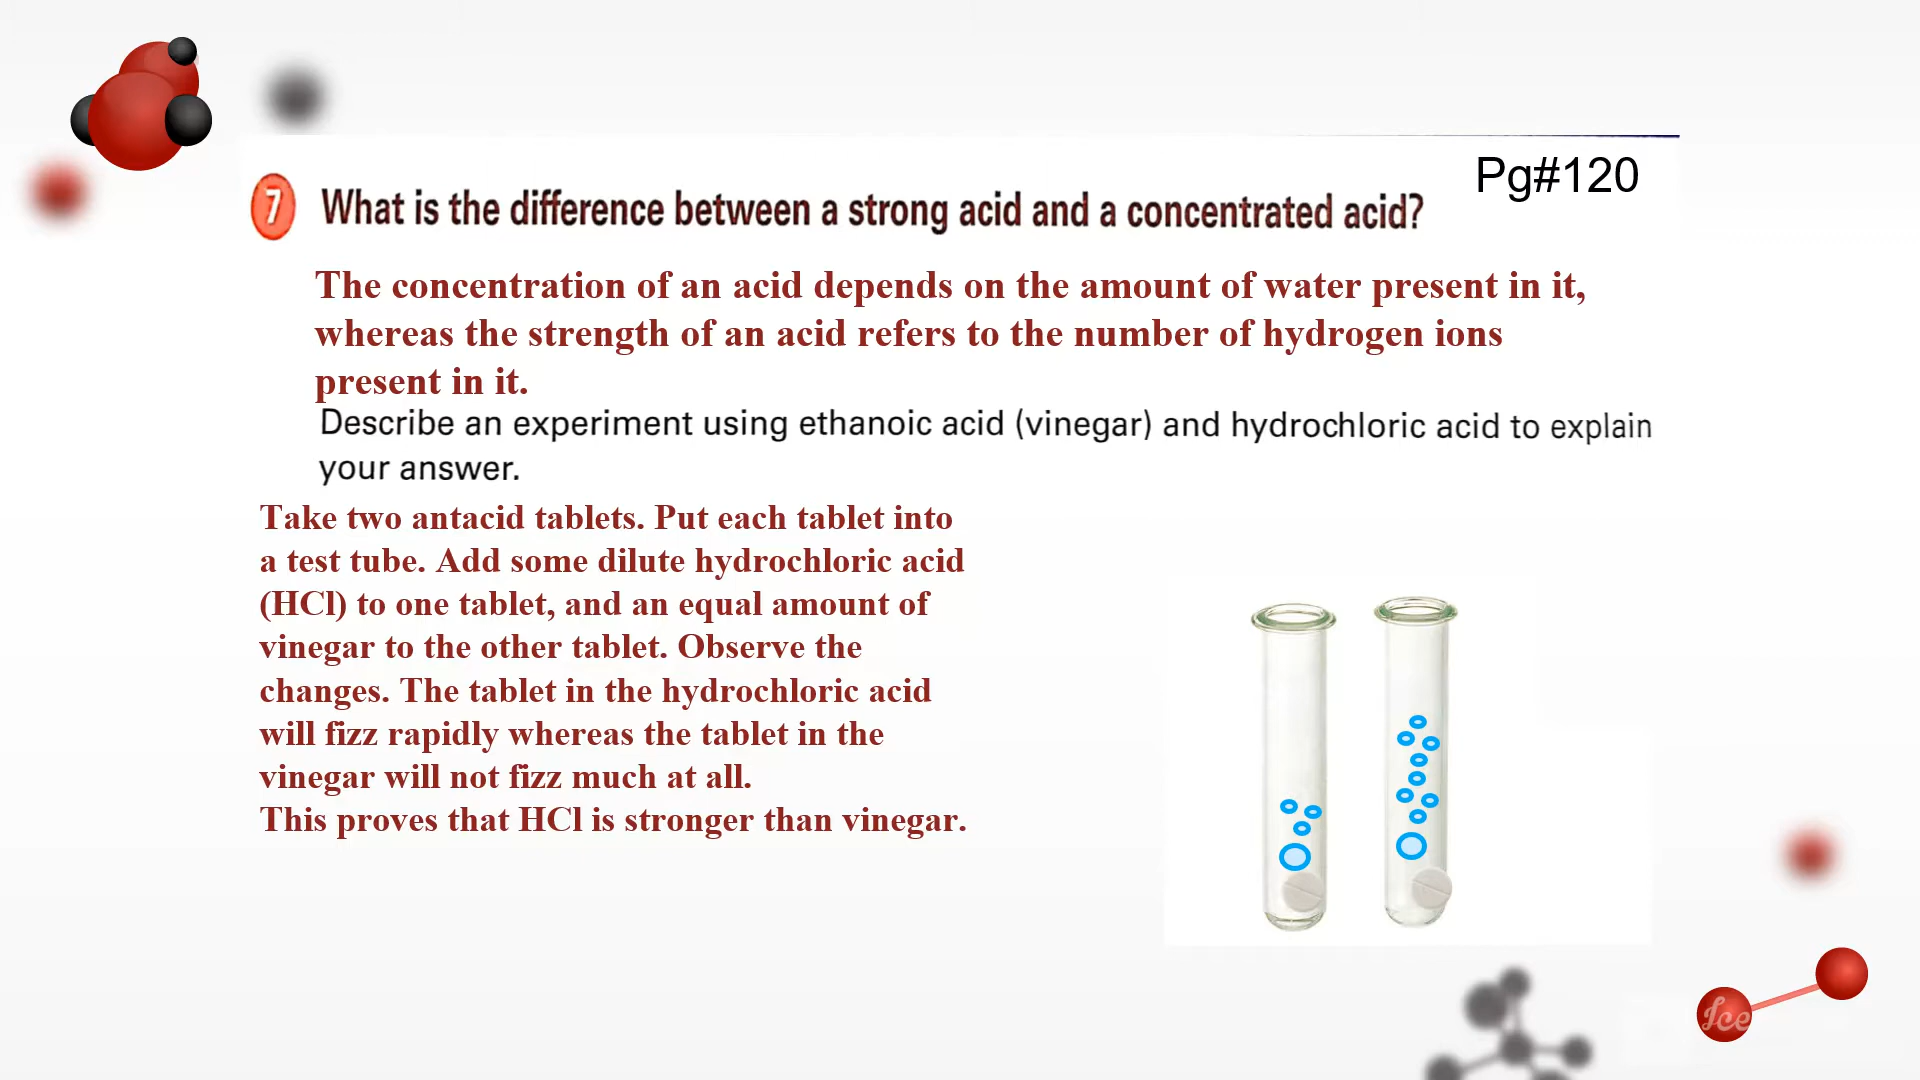 Pg#120
7 What is the difference between a strong acid and a concentrated acid?
The concentration of an acid depends on the amount of water present in it,
whereas the strength of an acid refers to the number of hydrogen ions
present in it.
Describe an experiment using ethanoic acid (vinegar) and hydrochloric acid to explain
your answer.
Take two antacid tablets. Put each tablet into
a test tube. Add some dilute hydrochloric acid
(HCl) to one tablet, and an equal amount of
vinegar to the other tablet. Observe the
changes. The tablet in the hydrochloric acid
will fizz rapidly whereas the tablet in the
vinegar will not fizz much at all.
This proves that HCl is stronger than vinegar.
Ice